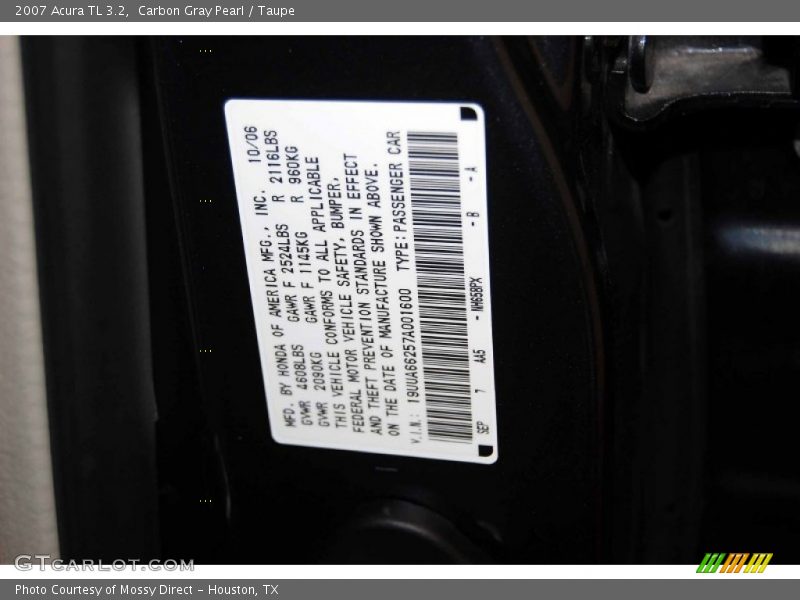 2007 Acura TL 3.2,  Carbon Gray Pearl / Taupe
MFD. BY HONDA OF AMERICA MFG., INC. 10/06
GVWR 4608LBS GAWR F 2524LBS R 2116LBS
GVWR 2090KG GAWR F 1145KG R 960KG
THIS VEHICLE CONFORMS TO ALL APPLICABLE
FEDERAL MOTOR VEHICLE SAFETY, BUMPER,
AND THEFT PREVENTION STANDARDS IN EFFECT
ON THE DATE OF MANUFACTURE SHOWN ABOVE.
V.I.N.: 19UUA66257A001600 TYPE: PASSENGER CAR
SEP 7 AA5 - NH658PX - B - A
GTCARLOT.COM
Photo Courtesy of Mossy Direct – Houston, TX